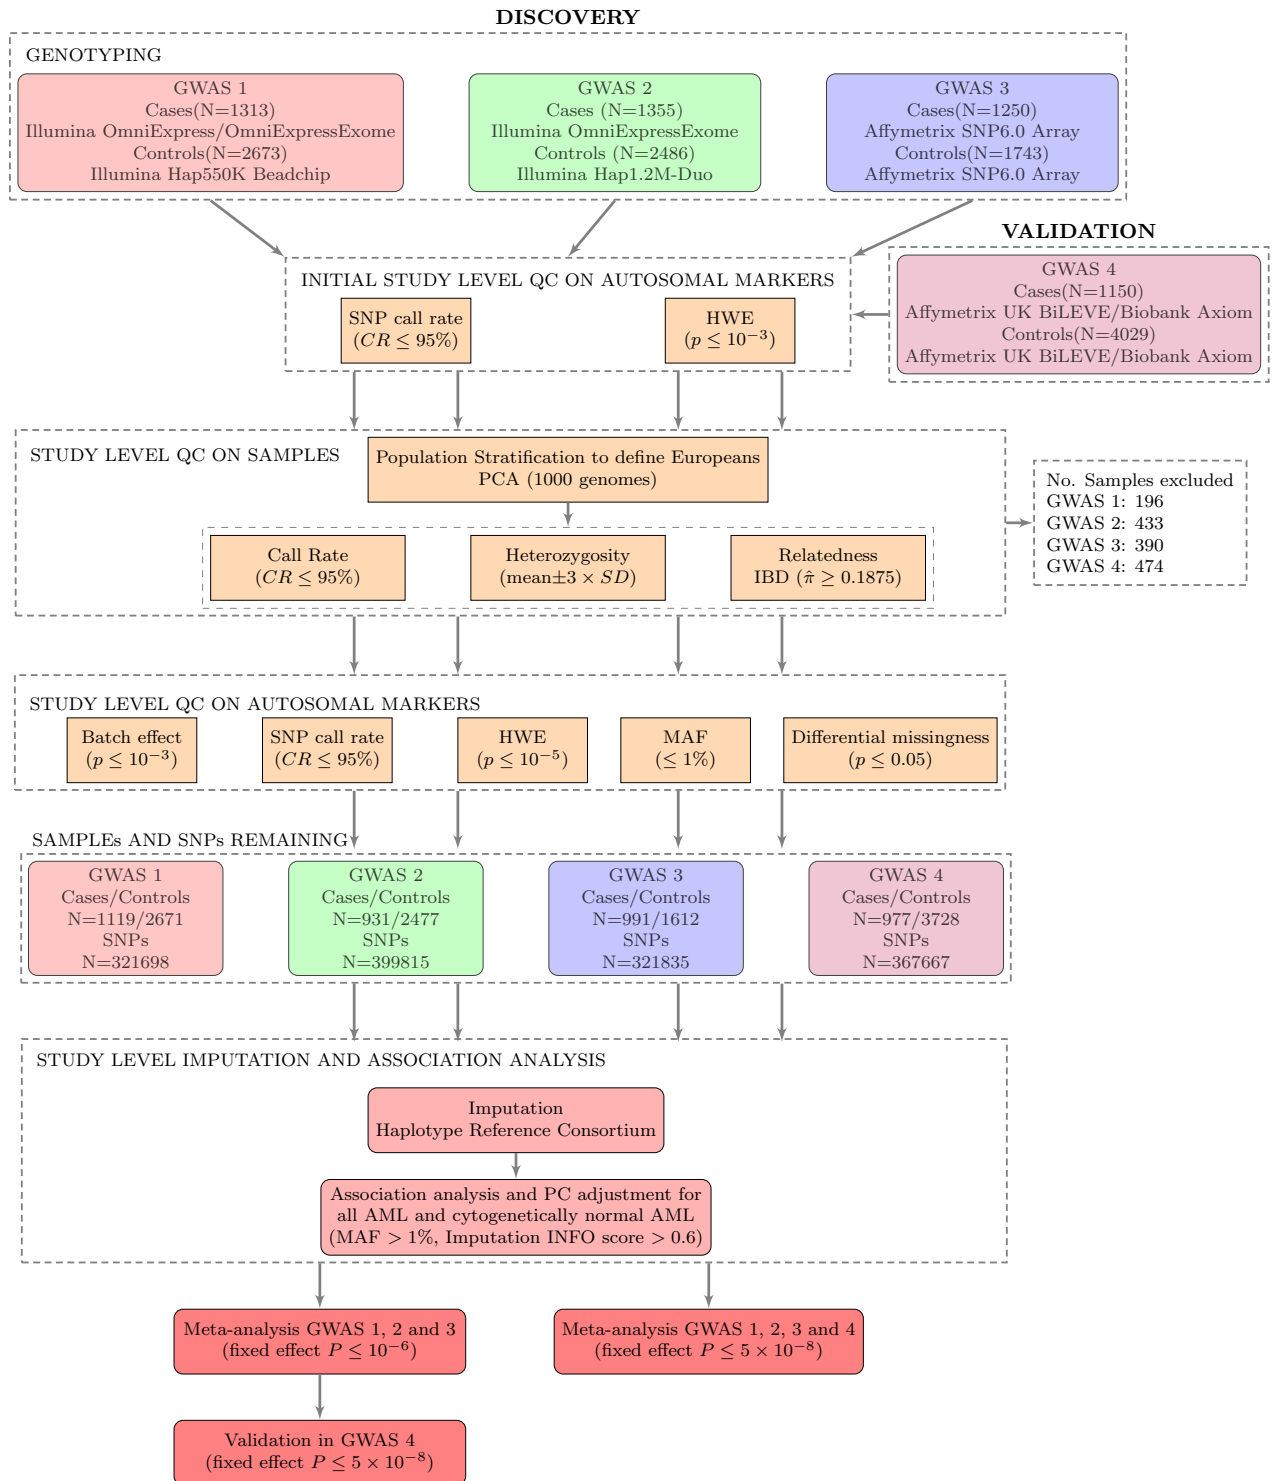 DISCOVERY
GENOTYPING
GWAS 1
Cases(N=1313)
Illumina OmniExpress/OmniExpressExome
Controls(N=2673)
Illumina Hap550K Beadchip
GWAS 2
Cases (N=1355)
Illumina OmniExpressExome
Controls (N=2486)
Illumina Hap1.2M-Duo
GWAS 3
Cases(N=1250)
Affymetrix SNP6.0 Array
Controls(N=1743)
Affymetrix SNP6.0 Array
VALIDATION
GWAS 4
Cases(N=1150)
Affymetrix UK BiLEVE/Biobank Axiom
Controls(N=4029)
Affymetrix UK BiLEVE/Biobank Axiom
INITIAL STUDY LEVEL QC ON AUTOSOMAL MARKERS
SNP call rate
(CR ≤ 95%)
HWE
(p ≤ 10⁻³)
STUDY LEVEL QC ON SAMPLES
Population Stratification to define Europeans
PCA (1000 genomes)
Call Rate
(CR ≤ 95%)
Heterozygosity
(mean±3 × SD)
Relatedness
IBD (π̂ ≥ 0.1875)
No. Samples excluded
GWAS 1: 196
GWAS 2: 433
GWAS 3: 390
GWAS 4: 474
STUDY LEVEL QC ON AUTOSOMAL MARKERS
Batch effect
(p ≤ 10⁻³)
SNP call rate
(CR ≤ 95%)
HWE
(p ≤ 10⁻⁵)
MAF
(≤ 1%)
Differential missingness
(p ≤ 0.05)
SAMPLEs AND SNPs REMAINING
GWAS 1
Cases/Controls
N=1119/2671
SNPs
N=321698
GWAS 2
Cases/Controls
N=931/2477
SNPs
N=399815
GWAS 3
Cases/Controls
N=991/1612
SNPs
N=321835
GWAS 4
Cases/Controls
N=977/3728
SNPs
N=367667
STUDY LEVEL IMPUTATION AND ASSOCIATION ANALYSIS
Imputation
Haplotype Reference Consortium
Association analysis and PC adjustment for
all AML and cytogenetically normal AML
(MAF > 1%, Imputation INFO score > 0.6)
Meta-analysis GWAS 1, 2 and 3
(fixed effect P ≤ 10⁻⁶)
Meta-analysis GWAS 1, 2, 3 and 4
(fixed effect P ≤ 5 × 10⁻⁸)
Validation in GWAS 4
(fixed effect P ≤ 5 × 10⁻⁸)